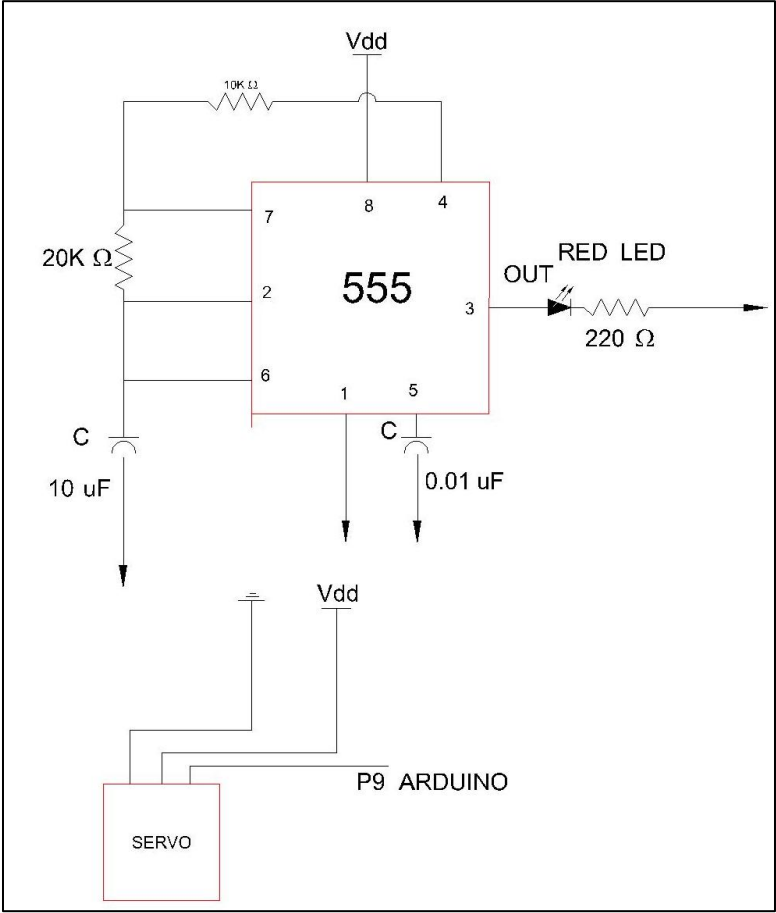 Vdd
10K Ω
7
8
4
20K Ω
555
RED LED
OUT
2
3
220 Ω
6
1
5
C
C
10 uF
0.01 uF
Vdd
P9 ARDUINO
SERVO